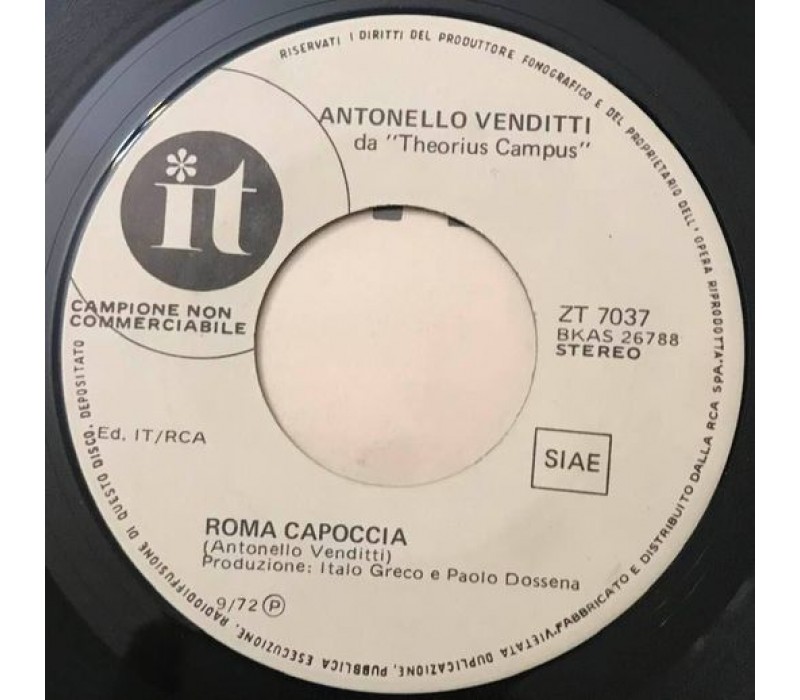 RISERVATI I DIRITTI DEL PRODUTTORE FONOGRAFICO E DEL PROPRIETARIO DELL'OPERA RIPRODOTTA. VIETATA DUPLICAZIONE, PUBBLICA ESECUZIONE, RADIODIFFUSIONE DI QUESTO DISCO. DEPOSITATO
FABBRICATO E DISTRIBUITO DALLA RCA SPA.
ANTONELLO VENDITTI
da "Theorius Campus"
it
CAMPIONE NON
COMMERCIABILE
ZT 7037
BKAS 26788
STEREO
Ed. IT/RCA
SIAE
ROMA CAPOCCIA
(Antonello Venditti)
Produzione: Italo Greco e Paolo Dossena
9/72 Ⓟ